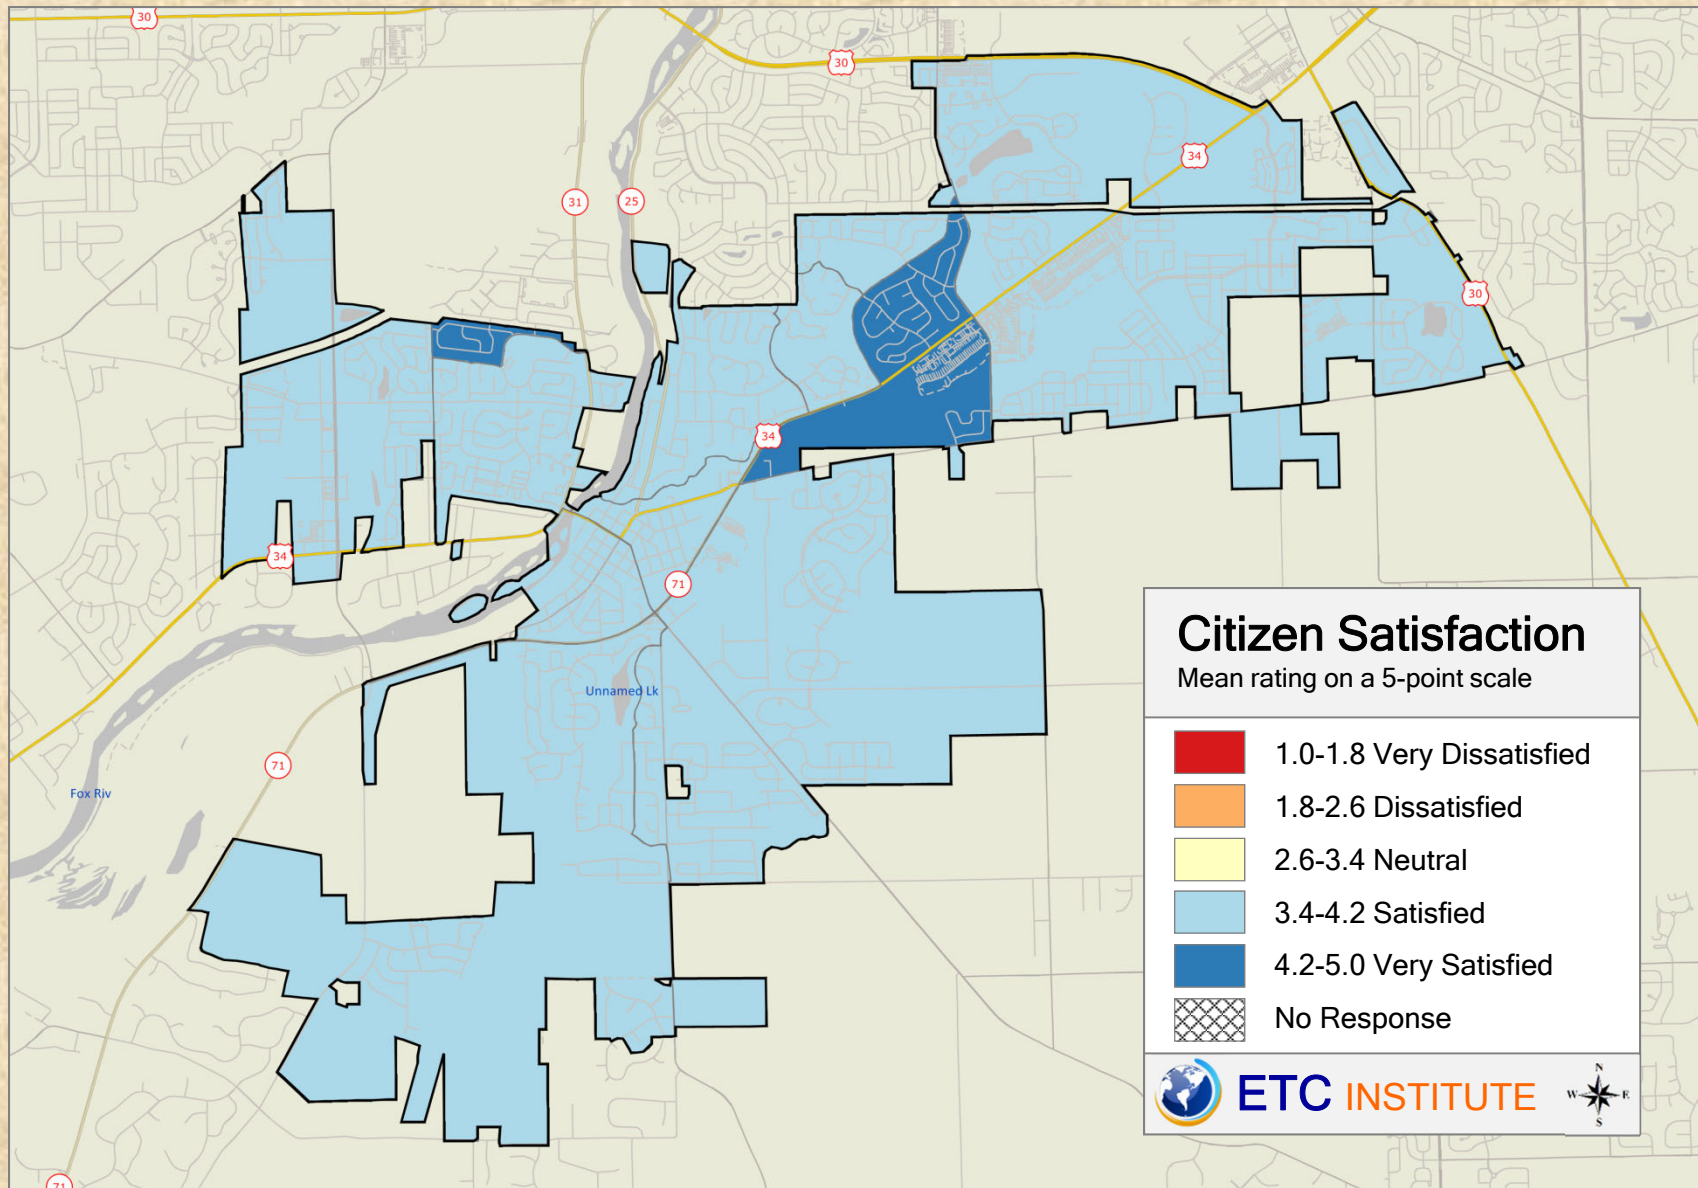 30
30
34
31
25
30
34
34
71
Unnamed Lk
71
Fox Riv
71
Citizen Satisfaction
Mean rating on a 5-point scale
1.0-1.8 Very Dissatisfied
1.8-2.6 Dissatisfied
2.6-3.4 Neutral
3.4-4.2 Satisfied
4.2-5.0 Very Satisfied
No Response
ETC INSTITUTE
N
W E
S